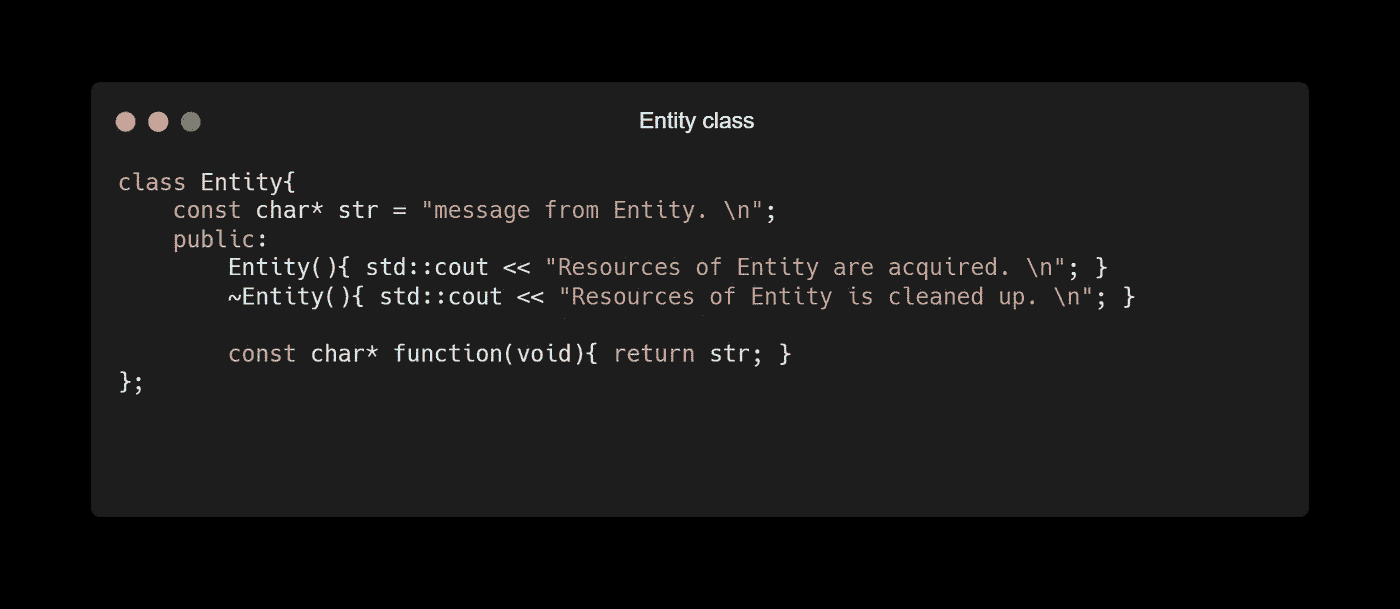 Entity class
class Entity{
    const char* str = "message from Entity. \n";
    public:
        Entity(){ std::cout << "Resources of Entity are acquired. \n"; }
        ~Entity(){ std::cout << "Resources of Entity is cleaned up. \n"; }
        const char* function(void){ return str; }
};